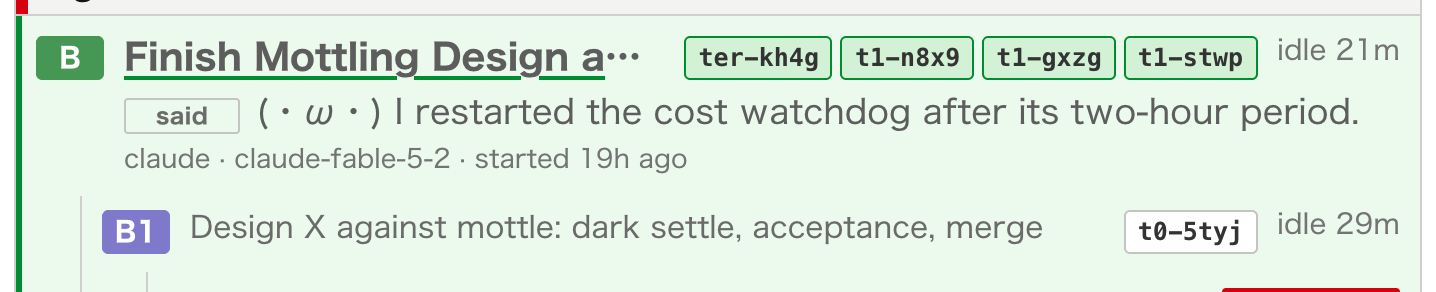 B Finish Mottling Design a… ter-kh4g t1-n8x9 t1-gxzg t1-stwp idle 21m
said (・ω・) I restarted the cost watchdog after its two-hour period.
claude · claude-fable-5-2 · started 19h ago
B1 Design X against mottle: dark settle, acceptance, merge t0-5tyj idle 29m